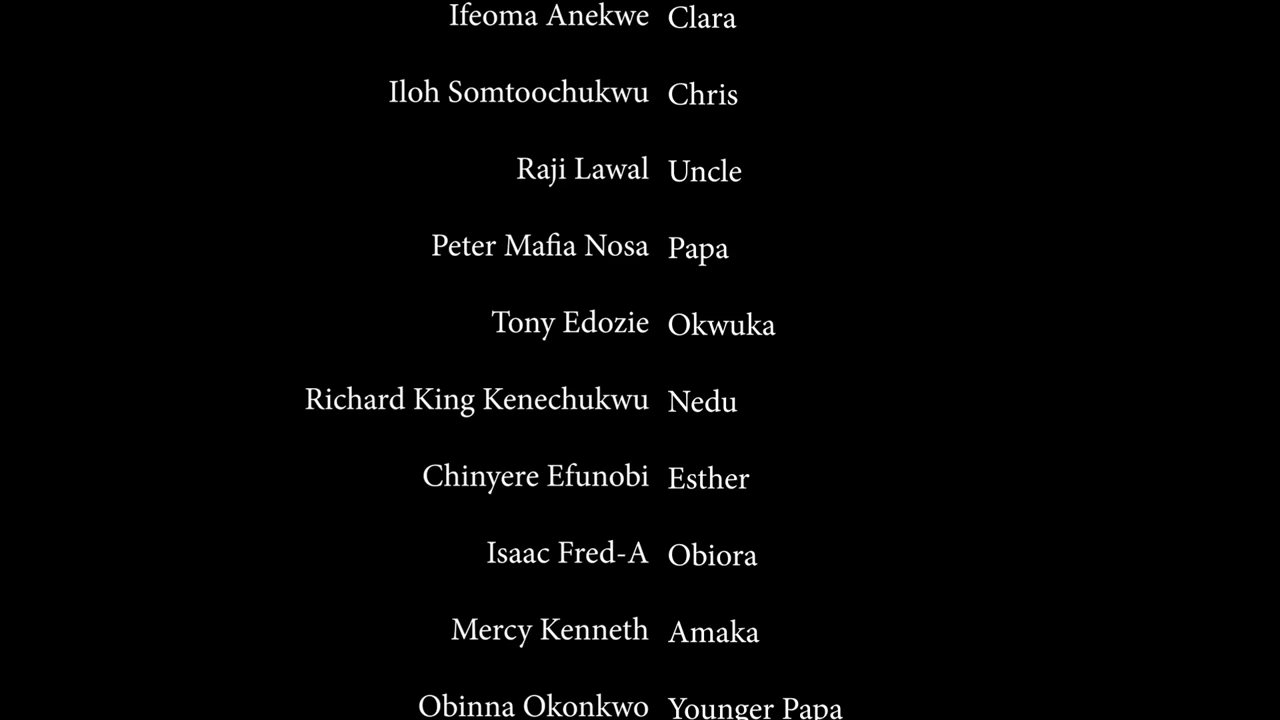 Ifeoma Anekwe Clara
Iloh Somtoochukwu Chris
Raji Lawal Uncle
Peter Mafia Nosa Papa
Tony Edozie Okwuka
Richard King Kenechukwu Nedu
Chinyere Efunobi Esther
Isaac Fred-A Obiora
Mercy Kenneth Amaka
Obinna Okonkwo Younger Papa